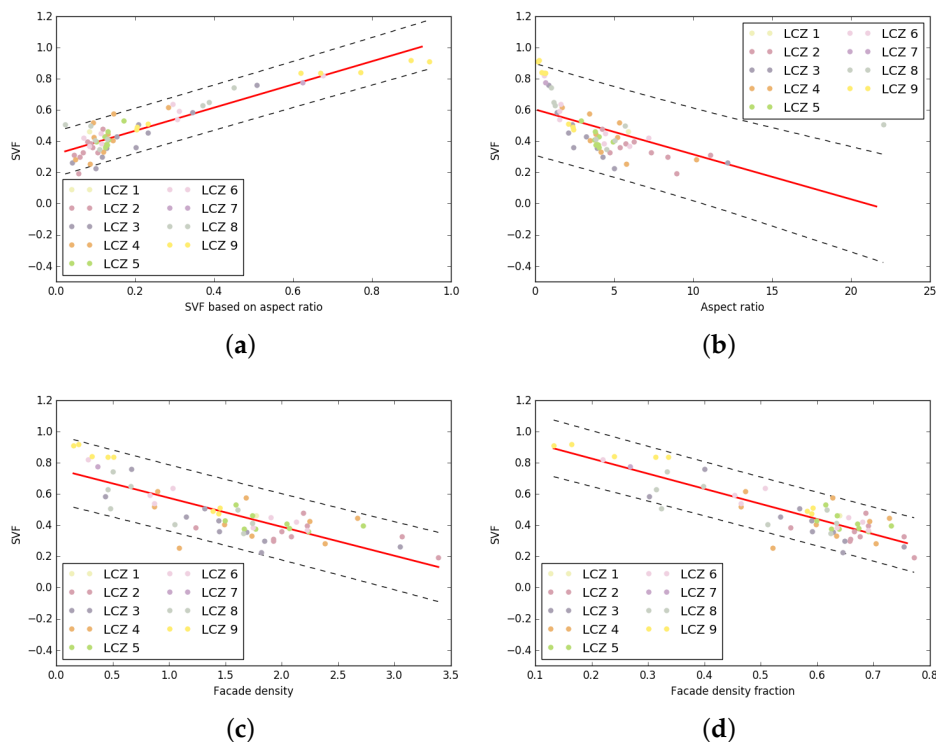 1.2
1.0
0.8
0.6
0.4
0.2
0.0
−0.2
−0.4
SVF
LCZ 1
LCZ 2
LCZ 3
LCZ 4
LCZ 5
LCZ 6
LCZ 7
LCZ 8
LCZ 9
0.0 0.2 0.4 0.6 0.8 1.0
SVF based on aspect ratio
(a)
1.2
1.0
0.8
0.6
0.4
0.2
0.0
−0.2
−0.4
SVF
LCZ 1
LCZ 2
LCZ 3
LCZ 4
LCZ 5
LCZ 6
LCZ 7
LCZ 8
LCZ 9
0 5 10 15 20 25
Aspect ratio
(b)
1.2
1.0
0.8
0.6
0.4
0.2
0.0
−0.2
−0.4
SVF
LCZ 1
LCZ 2
LCZ 3
LCZ 4
LCZ 5
LCZ 6
LCZ 7
LCZ 8
LCZ 9
0.0 0.5 1.0 1.5 2.0 2.5 3.0 3.5
Facade density
(c)
1.2
1.0
0.8
0.6
0.4
0.2
0.0
−0.2
−0.4
SVF
LCZ 1
LCZ 2
LCZ 3
LCZ 4
LCZ 5
LCZ 6
LCZ 7
LCZ 8
LCZ 9
0.1 0.2 0.3 0.4 0.5 0.6 0.7 0.8
Facade density fraction
(d)